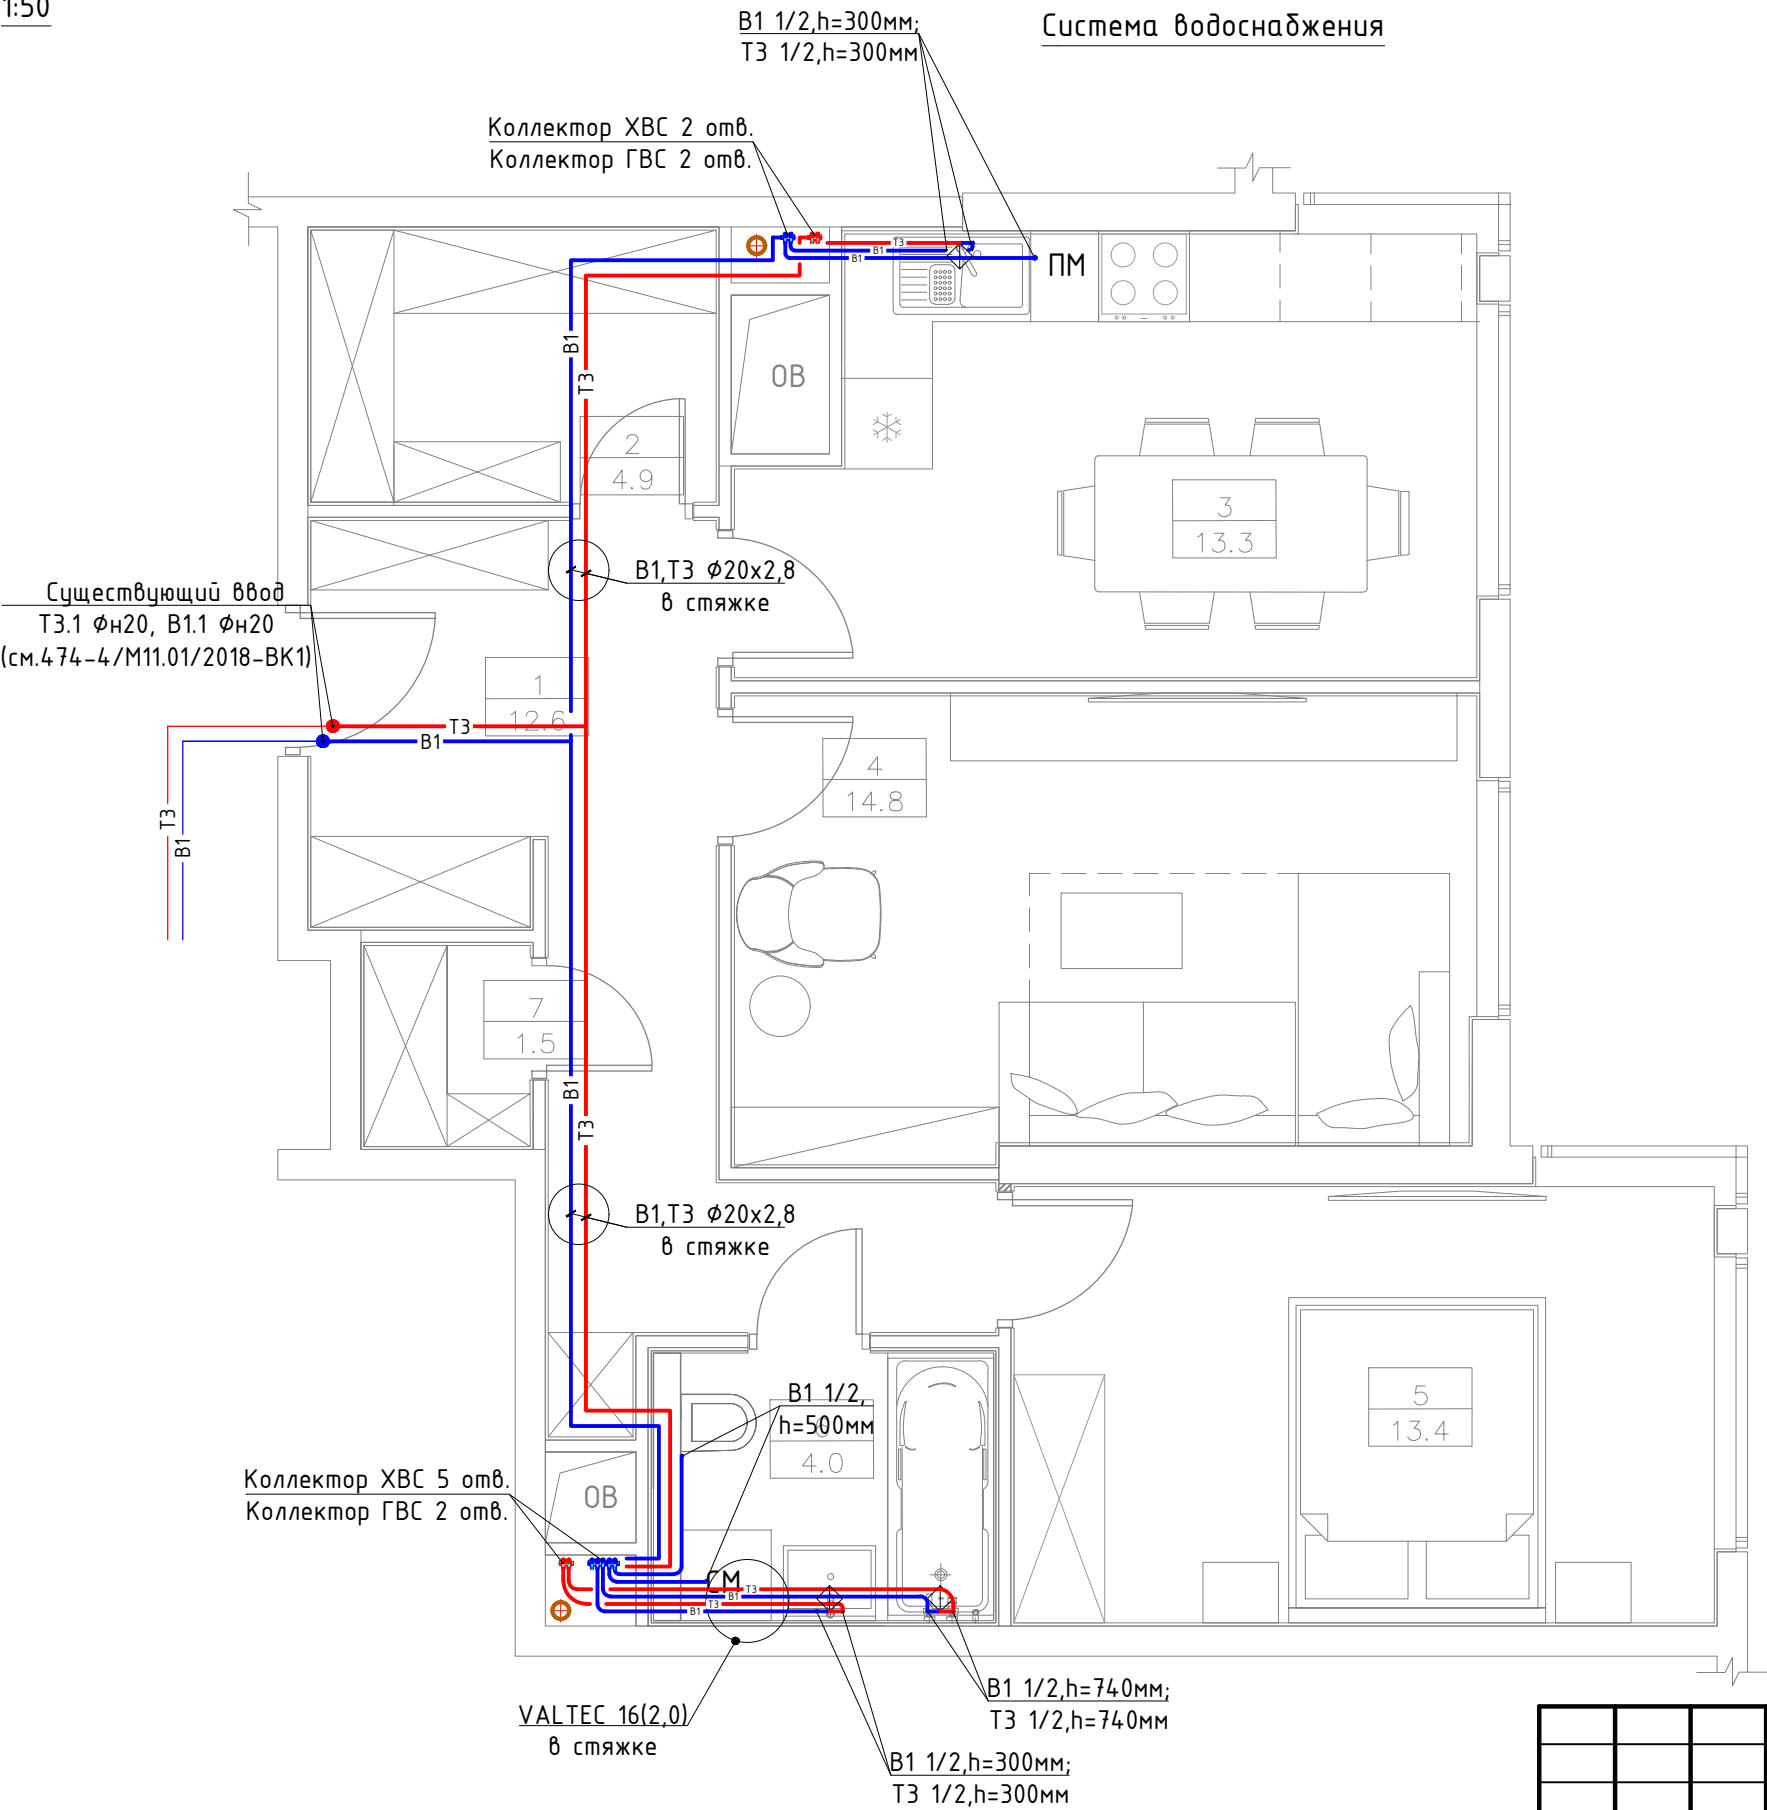 1:50
Система водоснабжения
В1 1/2,h=300мм;
Т3 1/2,h=300мм
Коллектор ХВС 2 отв.
Коллектор ГВС 2 отв.
Т3
В1
В1
ПМ
В1
Т3
ОВ
2
4.9
3
13.3
В1,Т3 Ф20х2,8
в стяжке
Существующий ввод
Т3.1 Фн20, В1.1 Фн20
(см.474-4/М11.01/2018-ВК1)
1
12.6
Т3
В1
4
14.8
Т3
В1
7
1.5
В1
Т3
В1,Т3 Ф20х2,8
в стяжке
В1 1/2,
h=500мм
6
4.0
5
13.4
Коллектор ХВС 5 отв.
Коллектор ГВС 2 отв.
ОВ
СМ
Т3
В1
Т3
В1
В1 1/2,h=740мм;
Т3 1/2,h=740мм
VALTEC 16(2,0)
в стяжке
В1 1/2,h=300мм;
Т3 1/2,h=300мм